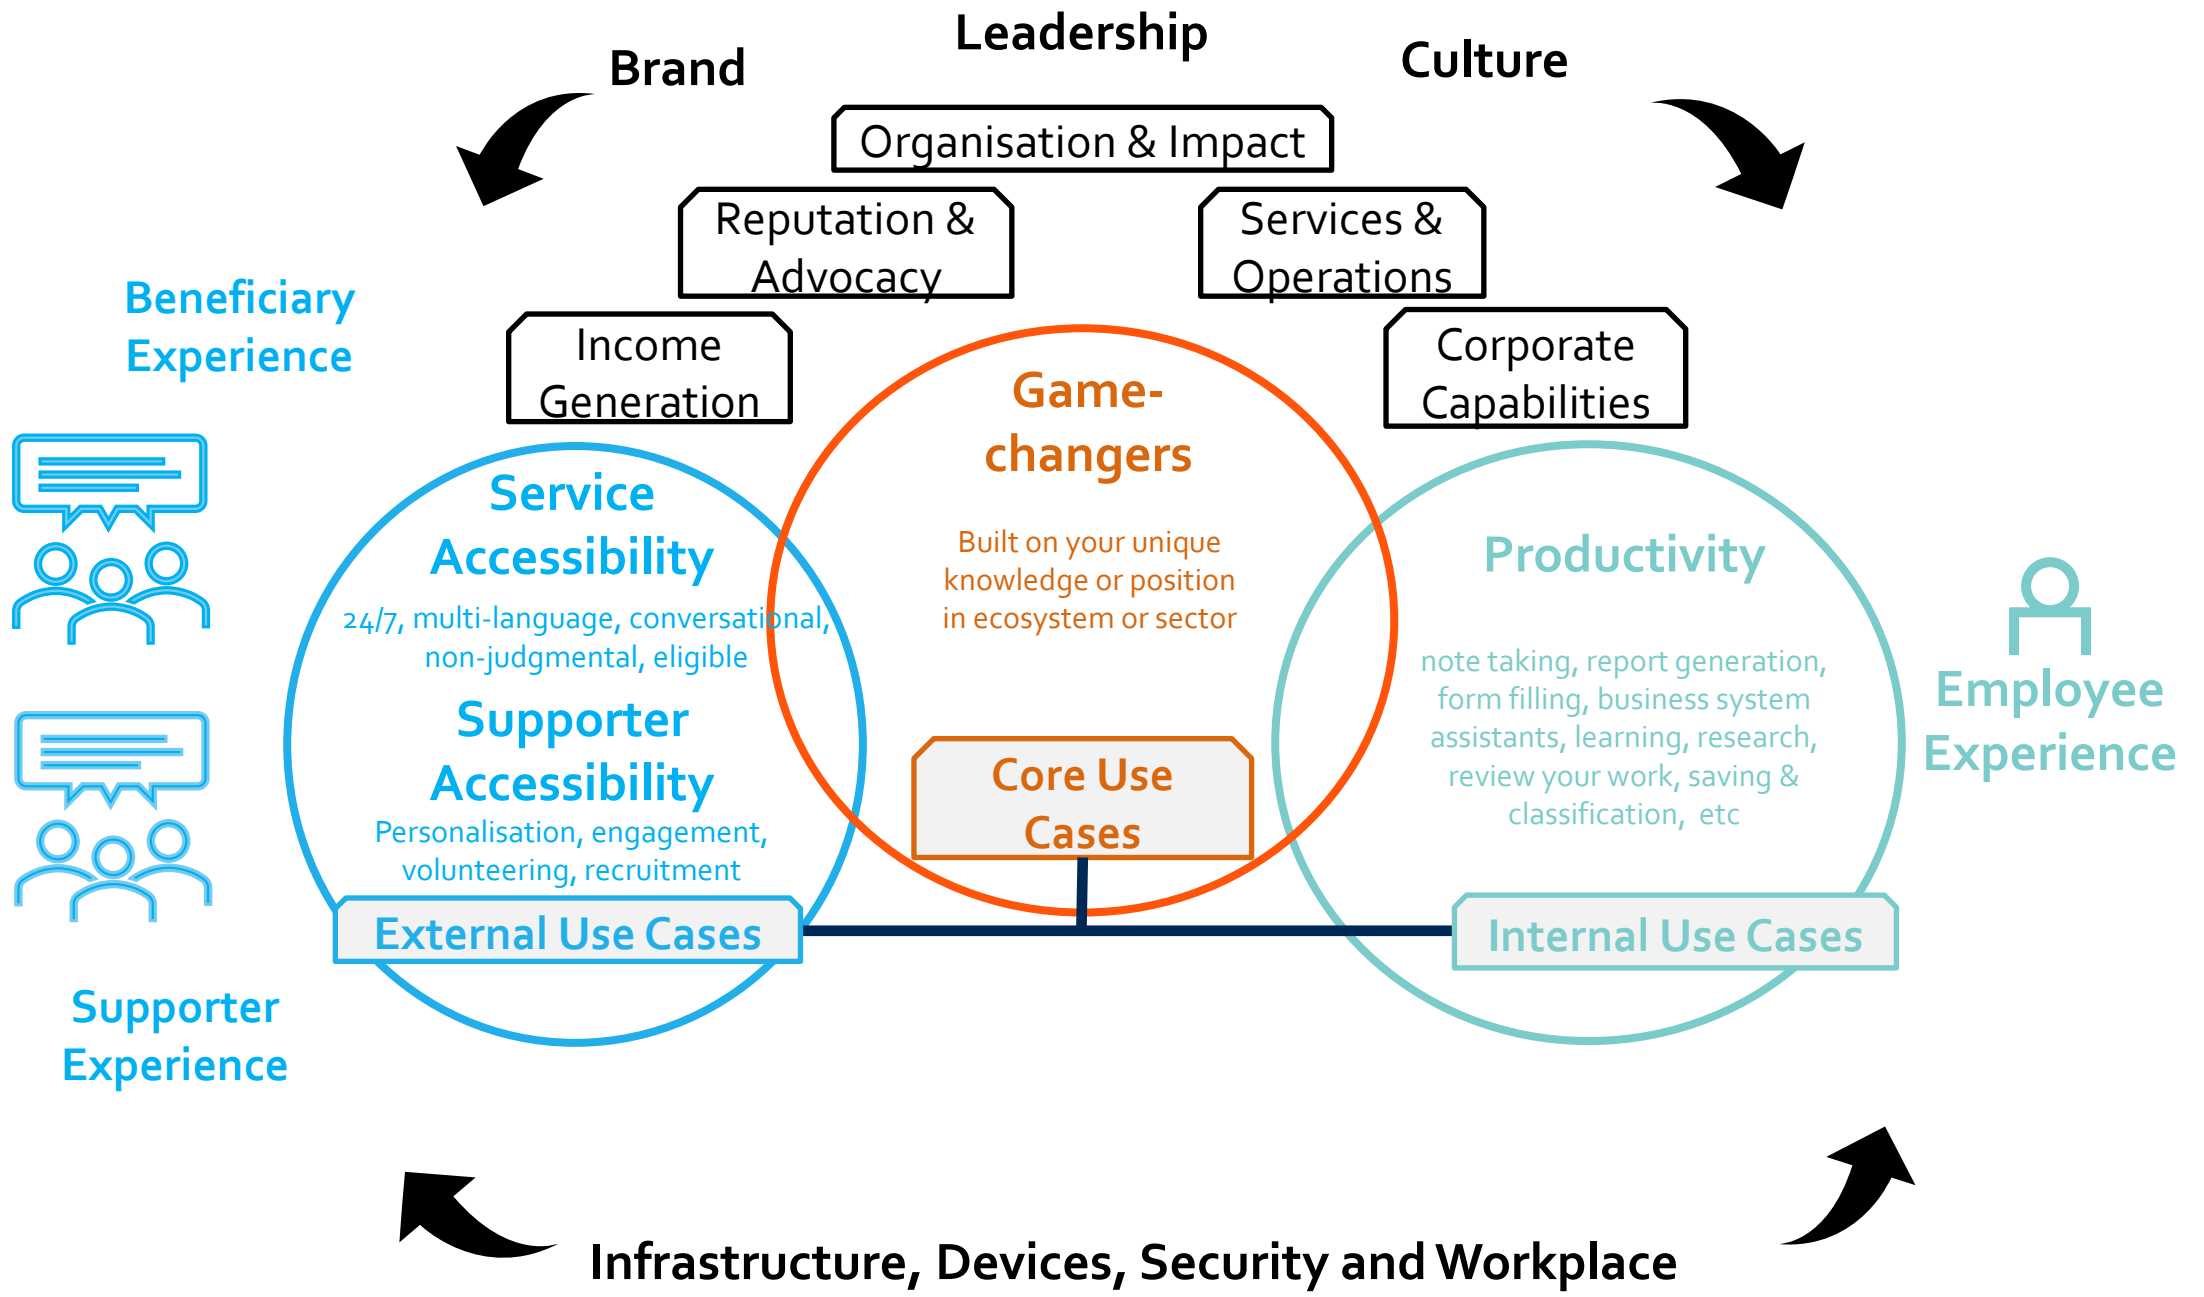 Leadership
Brand
Culture
Organisation & Impact
Reputation &
Advocacy
Services &
Operations
Income
Generation
Corporate
Capabilities
Beneficiary
Experience
Service
Accessibility
24/7, multi-language, conversational,
non-judgmental, eligible
Supporter
Accessibility
Personalisation, engagement,
volunteering, recruitment
External Use Cases
Game-
changers
Built on your unique
knowledge or position
in ecosystem or sector
Core Use
Cases
Productivity
note taking, report generation,
form filling, business system
assistants, learning, research,
review your work, saving &
classification, etc
Internal Use Cases
Employee
Experience
Supporter
Experience
Infrastructure, Devices, Security and Workplace